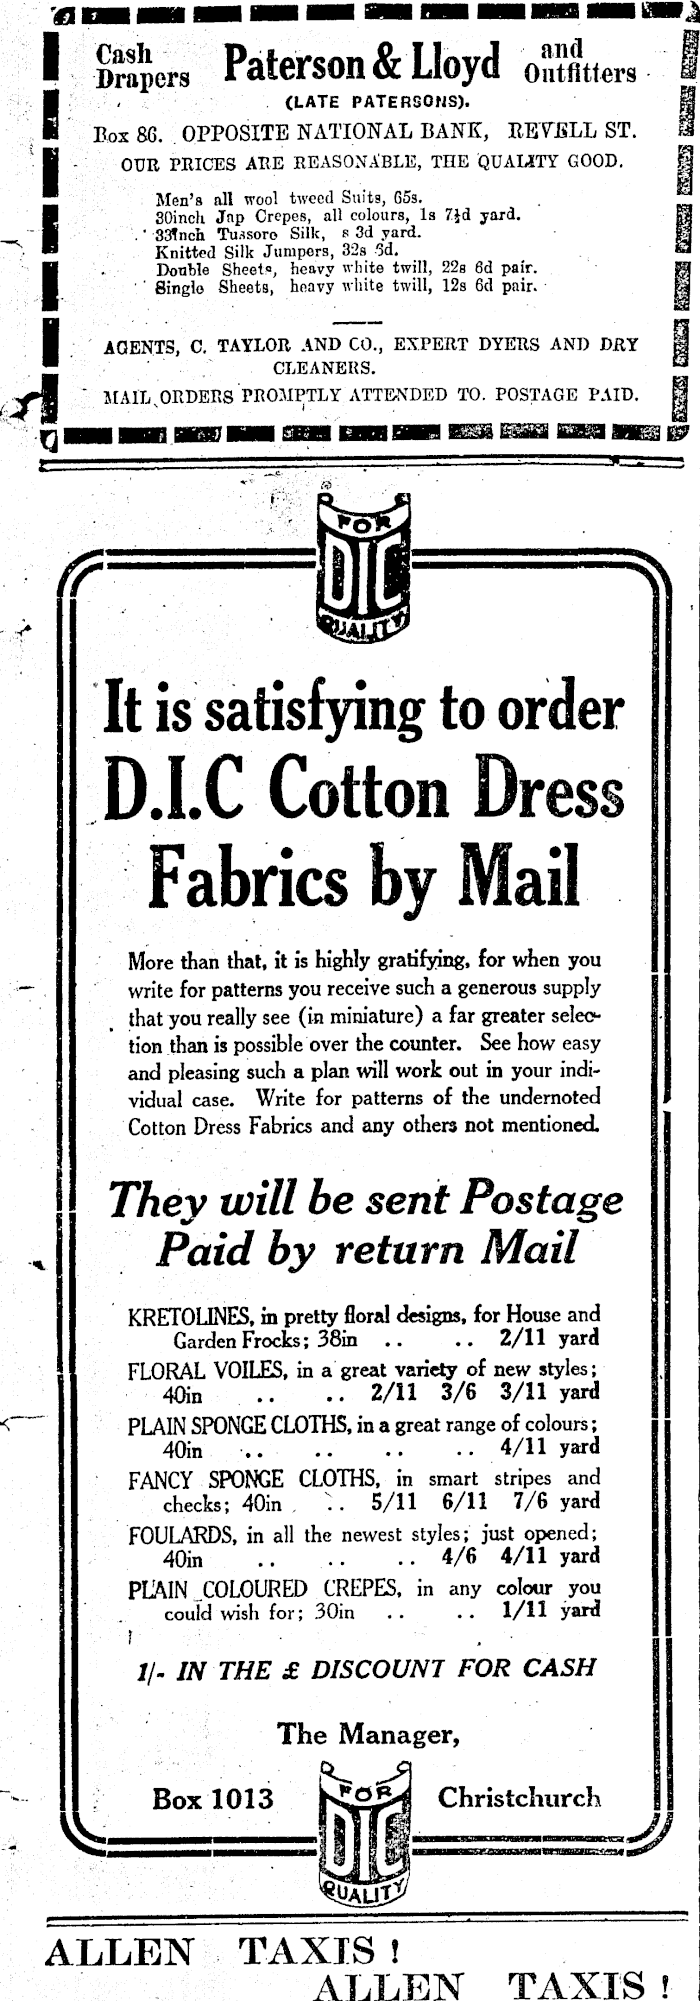 Cash Drapers Paterson & Lloyd and Outfitters
(LATE PATERSONS).
Box 86. OPPOSITE NATIONAL BANK, REVELL ST.
OUR PRICES ARE REASONABLE, THE QUALITY GOOD.
Men's all wool tweed Suits, 65s.
30inch Jap Crepes, all colours, 1s 7½d yard.
33inch Tussore Silk, s 3d yard.
Knitted Silk Jumpers, 32s 6d.
Double Sheets, heavy white twill, 22s 6d pair.
Single Sheets, heavy white twill, 12s 6d pair.
AGENTS, C. TAYLOR AND CO., EXPERT DYERS AND DRY
CLEANERS.
MAIL ORDERS PROMPTLY ATTENDED TO. POSTAGE PAID.
FOR
DIC
QUALITY
It is satisfying to order
D.I.C Cotton Dress
Fabrics by Mail
More than that, it is highly gratifying, for when you
write for patterns you receive such a generous supply
that you really see (in miniature) a far greater selec-
tion than is possible over the counter. See how easy
and pleasing such a plan will work out in your indi-
vidual case. Write for patterns of the undernoted
Cotton Dress Fabrics and any others not mentioned.
They will be sent Postage
Paid by return Mail
KRETOLINES, in pretty floral designs, for House and
Garden Frocks; 38in .. .. 2/11 yard
FLORAL VOILES, in a great variety of new styles;
40in .. .. 2/11 3/6 3/11 yard
PLAIN SPONGE CLOTHS, in a great range of colours;
40in .. .. .. .. 4/11 yard
FANCY SPONGE CLOTHS, in smart stripes and
checks; 40in .. 5/11 6/11 7/6 yard
FOULARDS, in all the newest styles; just opened;
40in .. .. .. 4/6 4/11 yard
PLAIN COLOURED CREPES, in any colour you
could wish for; 30in .. .. 1/11 yard
1/- IN THE £ DISCOUNT FOR CASH
The Manager,
Box 1013 Christchurch
FOR
DIC
QUALITY
ALLEN TAXIS!
ALLEN TAXIS!